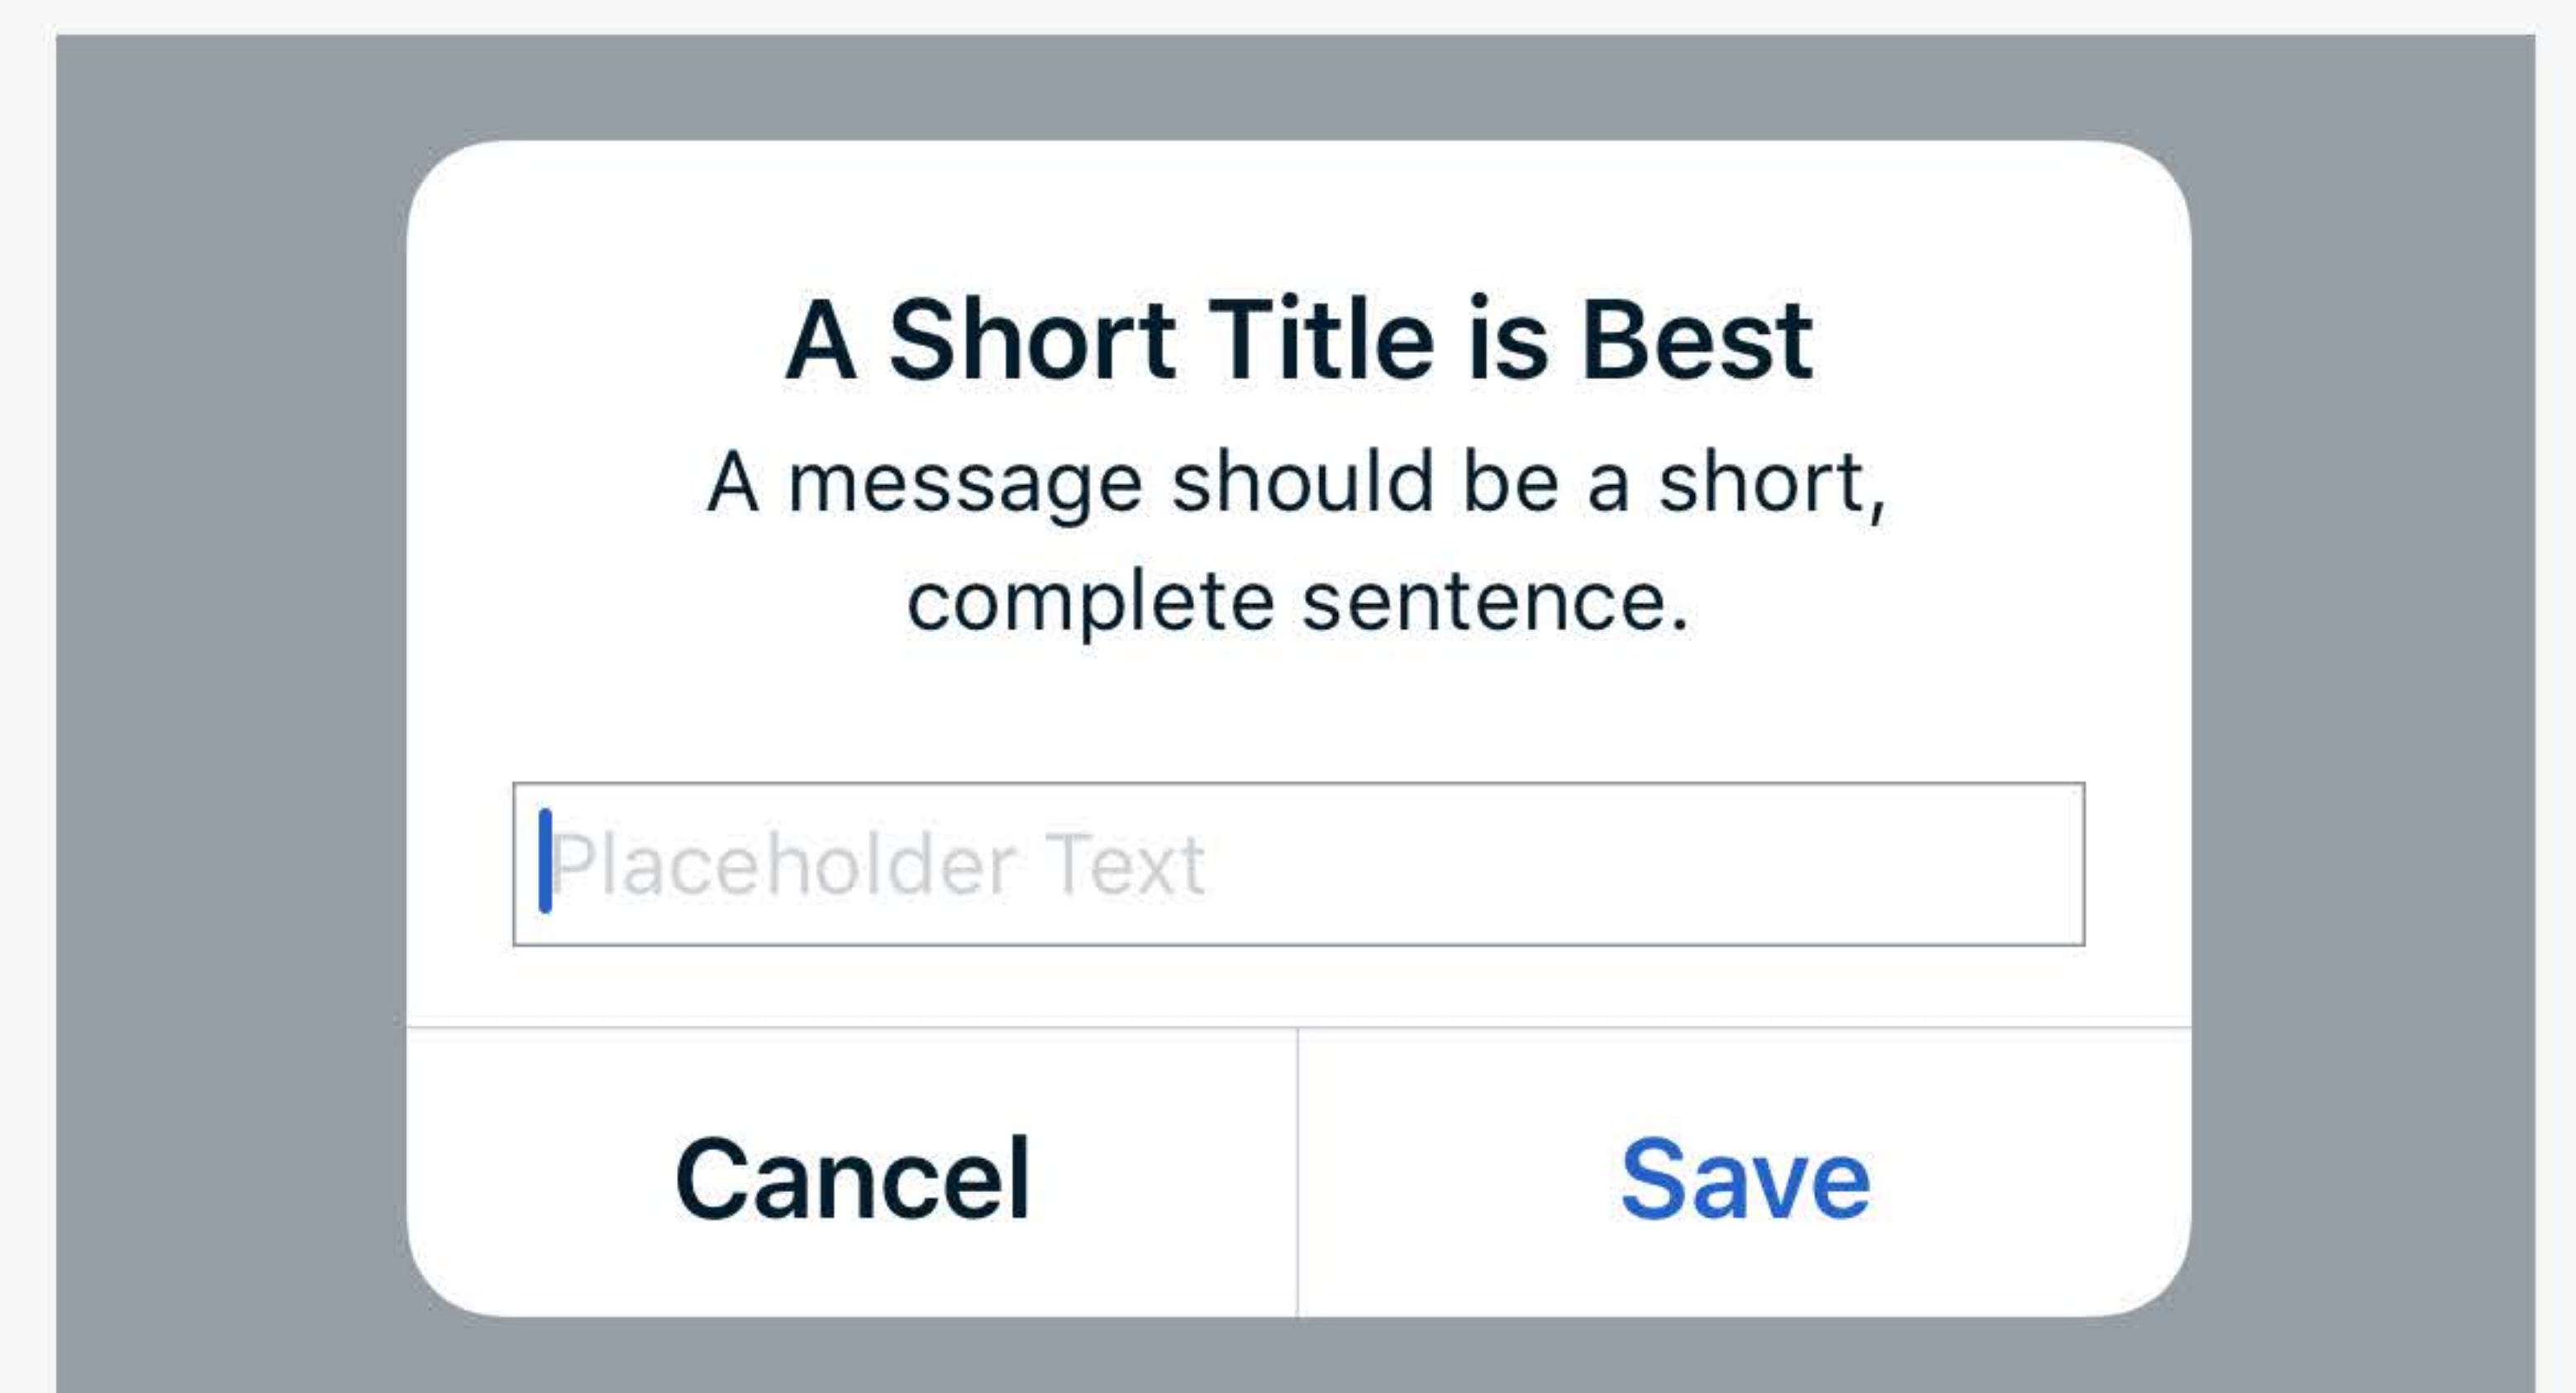 A Short Title is Best
A message should be a short,
complete sentence.
Placeholder Text
Cancel
Save